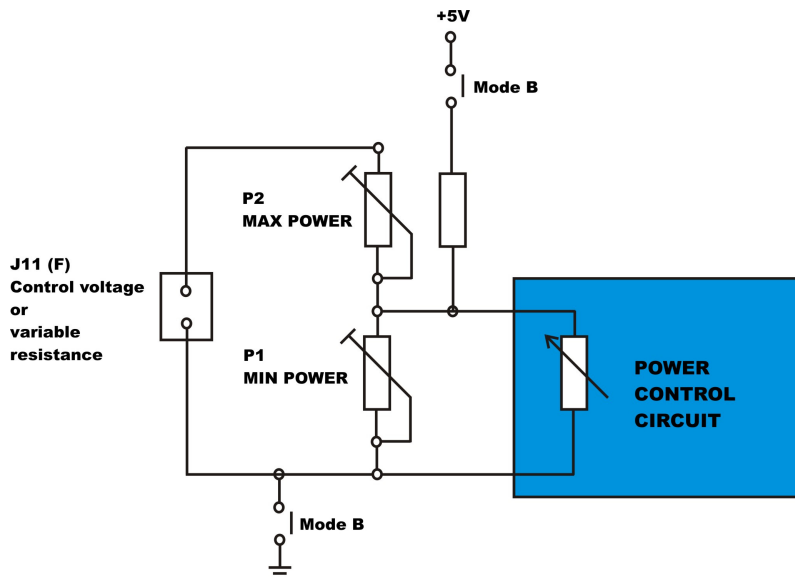 +5V
Mode B
P2
MAX POWER
J11 (F)
Control voltage
or
variable
resistance
P1
MIN POWER
POWER
CONTROL
CIRCUIT
Mode B